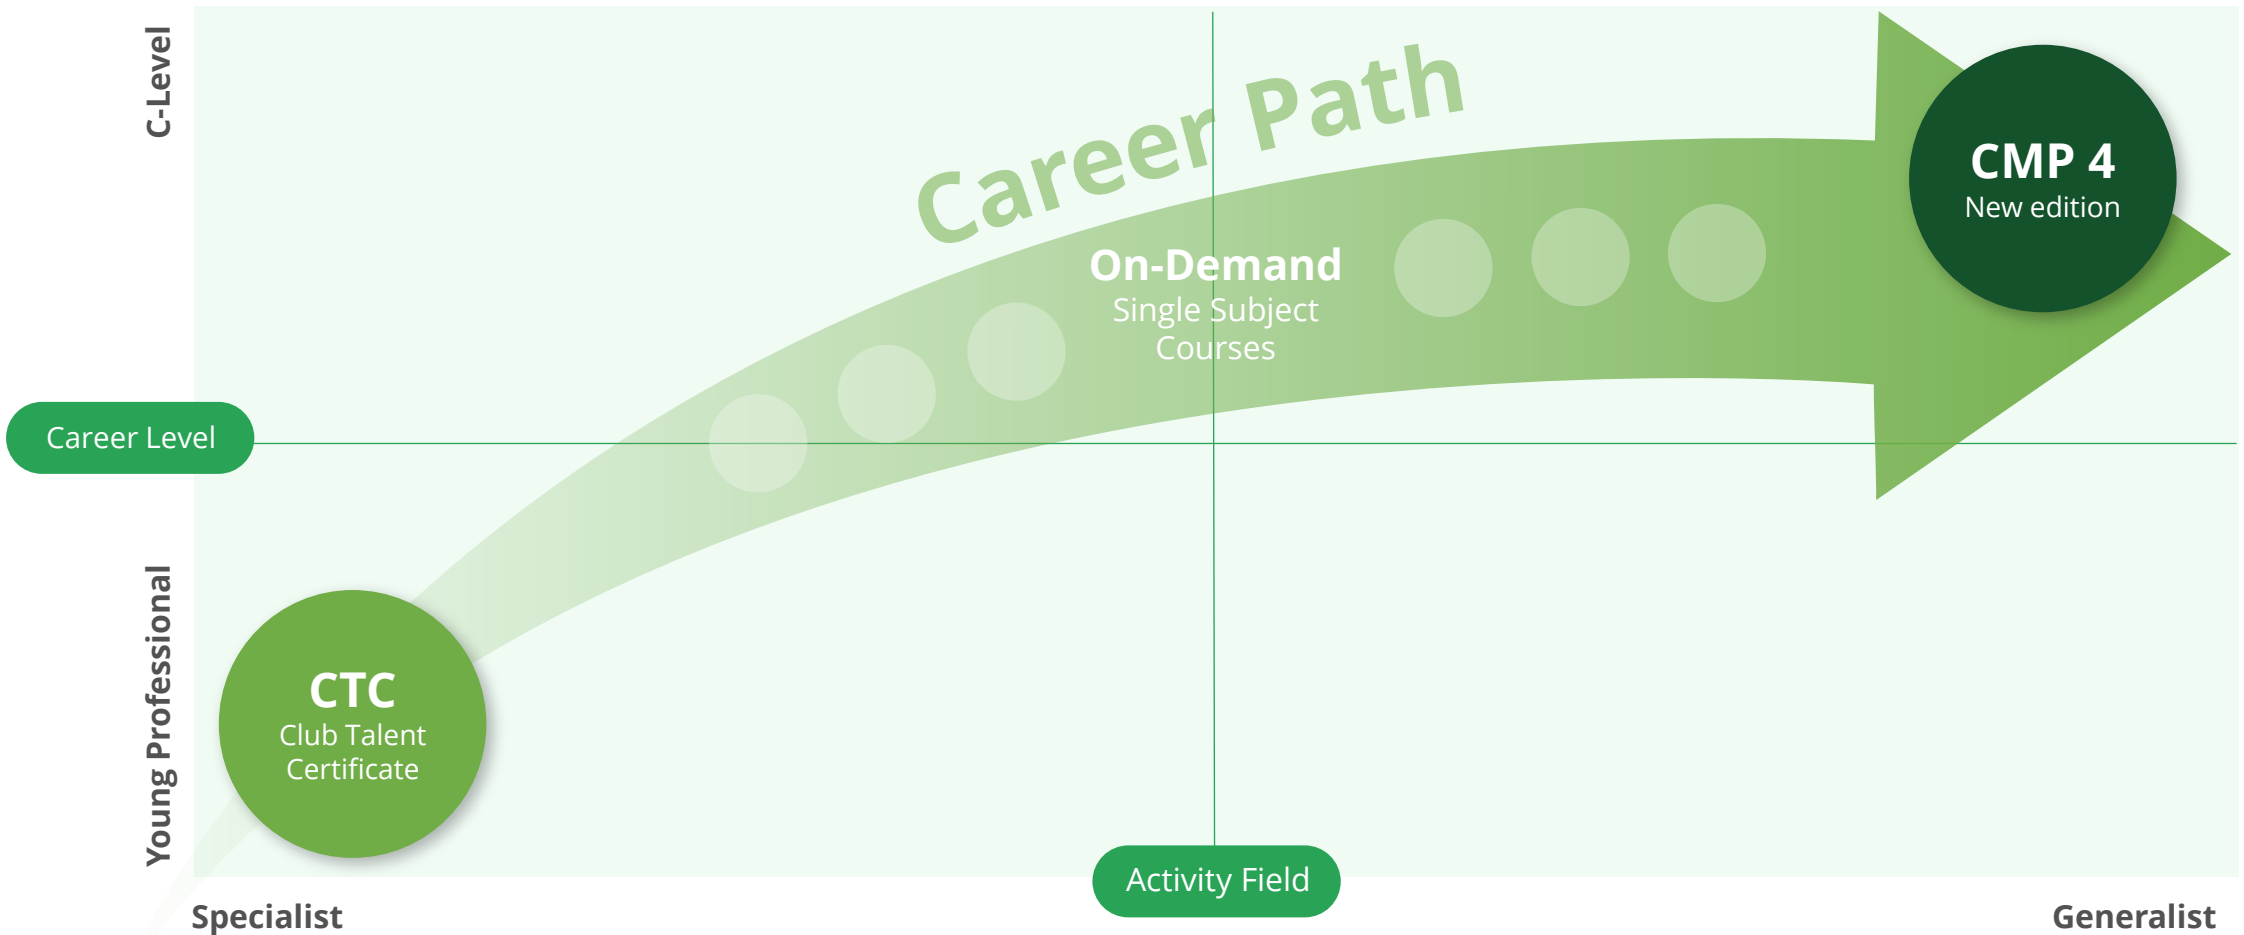 C-Level
Career Path
CMP 4
New edition
On-Demand
Single Subject
Courses
Career Level
Young Professional
CTC
Club Talent
Certificate
Activity Field
Specialist
Generalist